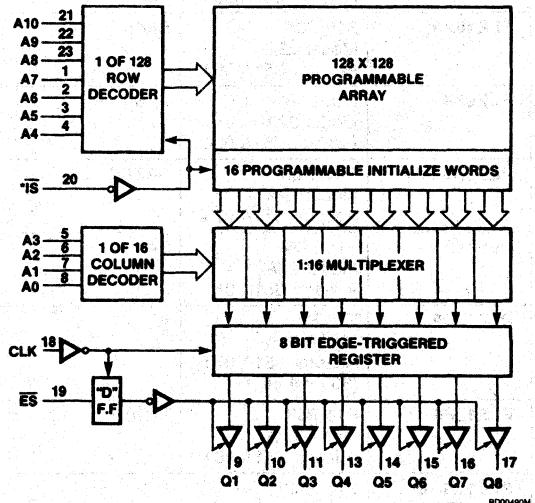 A10 21
A9 22
A8 23
A7 1
A6 2
A5 3
A4 4
1 OF 128
ROW
DECODER
128 X 128
PROGRAMMABLE
ARRAY
16 PROGRAMMABLE INITIALIZE WORDS
*IS 20
A3 5
A2 6
A1 7
A0 8
1 OF 16
COLUMN
DECODER
1:16 MULTIPLEXER
CLK 18
8 BIT EDGE-TRIGGERED
REGISTER
ES 19
"D"
F.F
9 10 11 13 14 15 16 17
Q1 Q2 Q3 Q4 Q5 Q6 Q7 Q8
BD00490M